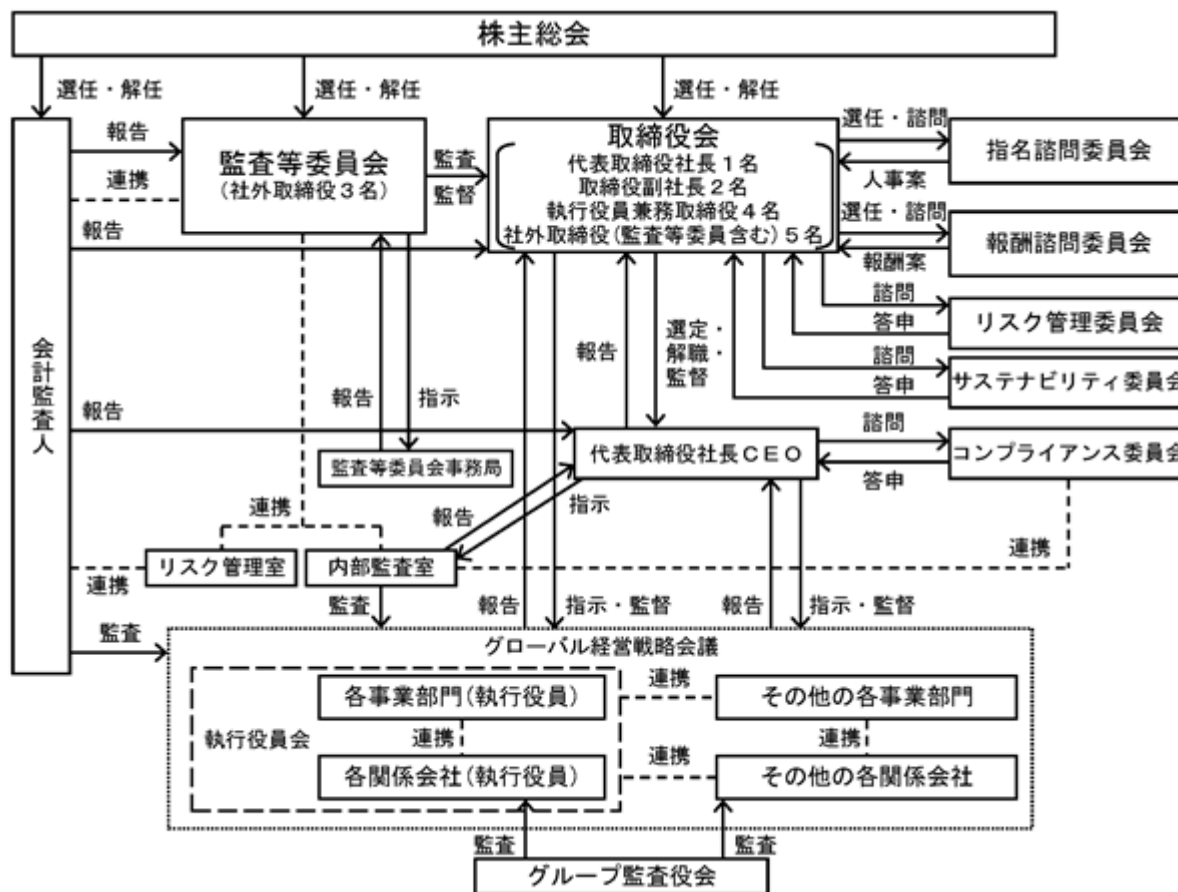 株主総会
選任・解任
選任・解任
選任・解任
会計監査人
報告
連携
報告
監査等委員会
(社外取締役3名)
監査
監督
取締役会
代表取締役社長1名
取締役副社長2名
執行役員兼務取締役4名
社外取締役(監査等委員含む)5名
選任・諮問
人事案
指名諮問委員会
選任・諮問
報酬案
報酬諮問委員会
諮問
答申
リスク管理委員会
諮問
答申
サステナビリティ委員会
報告
選定・
解職・
監督
報告
指示
報告
監査等委員会事務局
代表取締役社長CEO
諮問
答申
コンプライアンス委員会
連携
報告
指示
連携
リスク管理室
内部監査室
連携
監査
監査
報告
指示・監督
報告
指示・監督
グローバル経営戦略会議
執行役員会
各事業部門(執行役員)
連携
その他の各事業部門
連携
連携
各関係会社(執行役員)
連携
その他の各関係会社
監査
監査
グループ監査役会